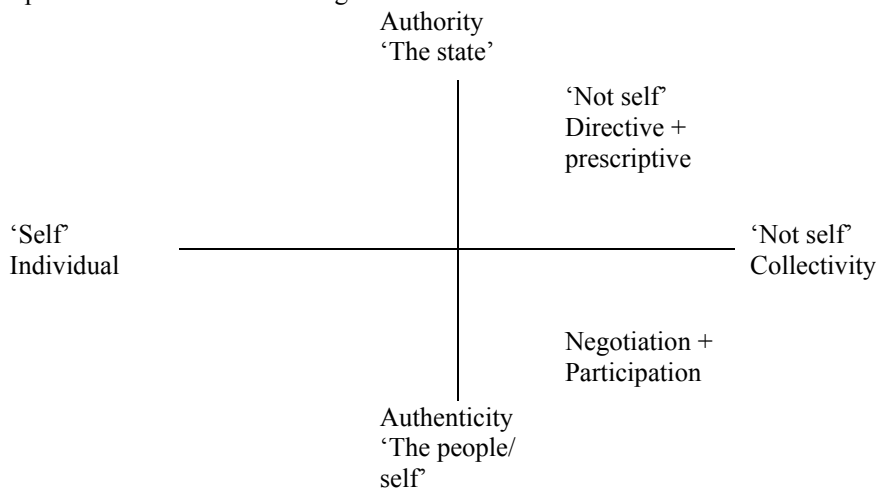 Authority
‘The state’
‘Not self’
Directive +
prescriptive
‘Self’
Individual
‘Not self’
Collectivity
Negotiation +
Participation
Authenticity
‘The people/
self’